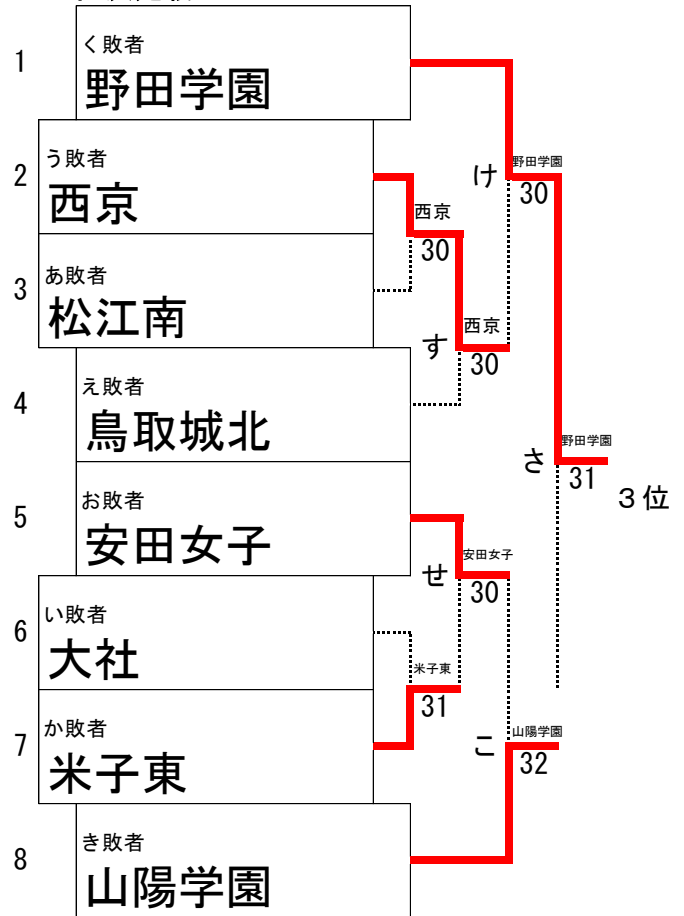 1
く敗者
野田学園
2
う敗者
西京
3
あ敗者
松江南
4
え敗者
鳥取城北
5
お敗者
安田女子
6
い敗者
大社
7
か敗者
米子東
8
き敗者
山陽学園
西京
30
す
西京
30
け
野田学園
30
せ
安田女子
30
米子東
31
こ
山陽学園
32
さ
野田学園
31
３位